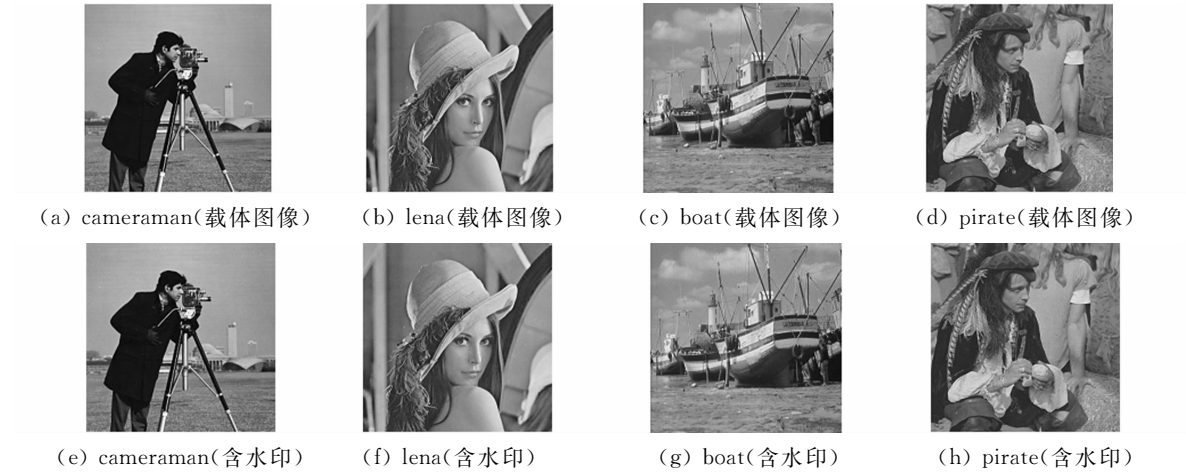 (a) cameraman(载体图像) (b) lena(载体图像) (c) boat(载体图像) (d) pirate(载体图像)
(e) cameraman(含水印) (f) lena(含水印) (g) boat(含水印) (h) pirate(含水印)